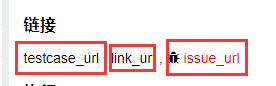 链接
testcase_url link_ur , issue_url